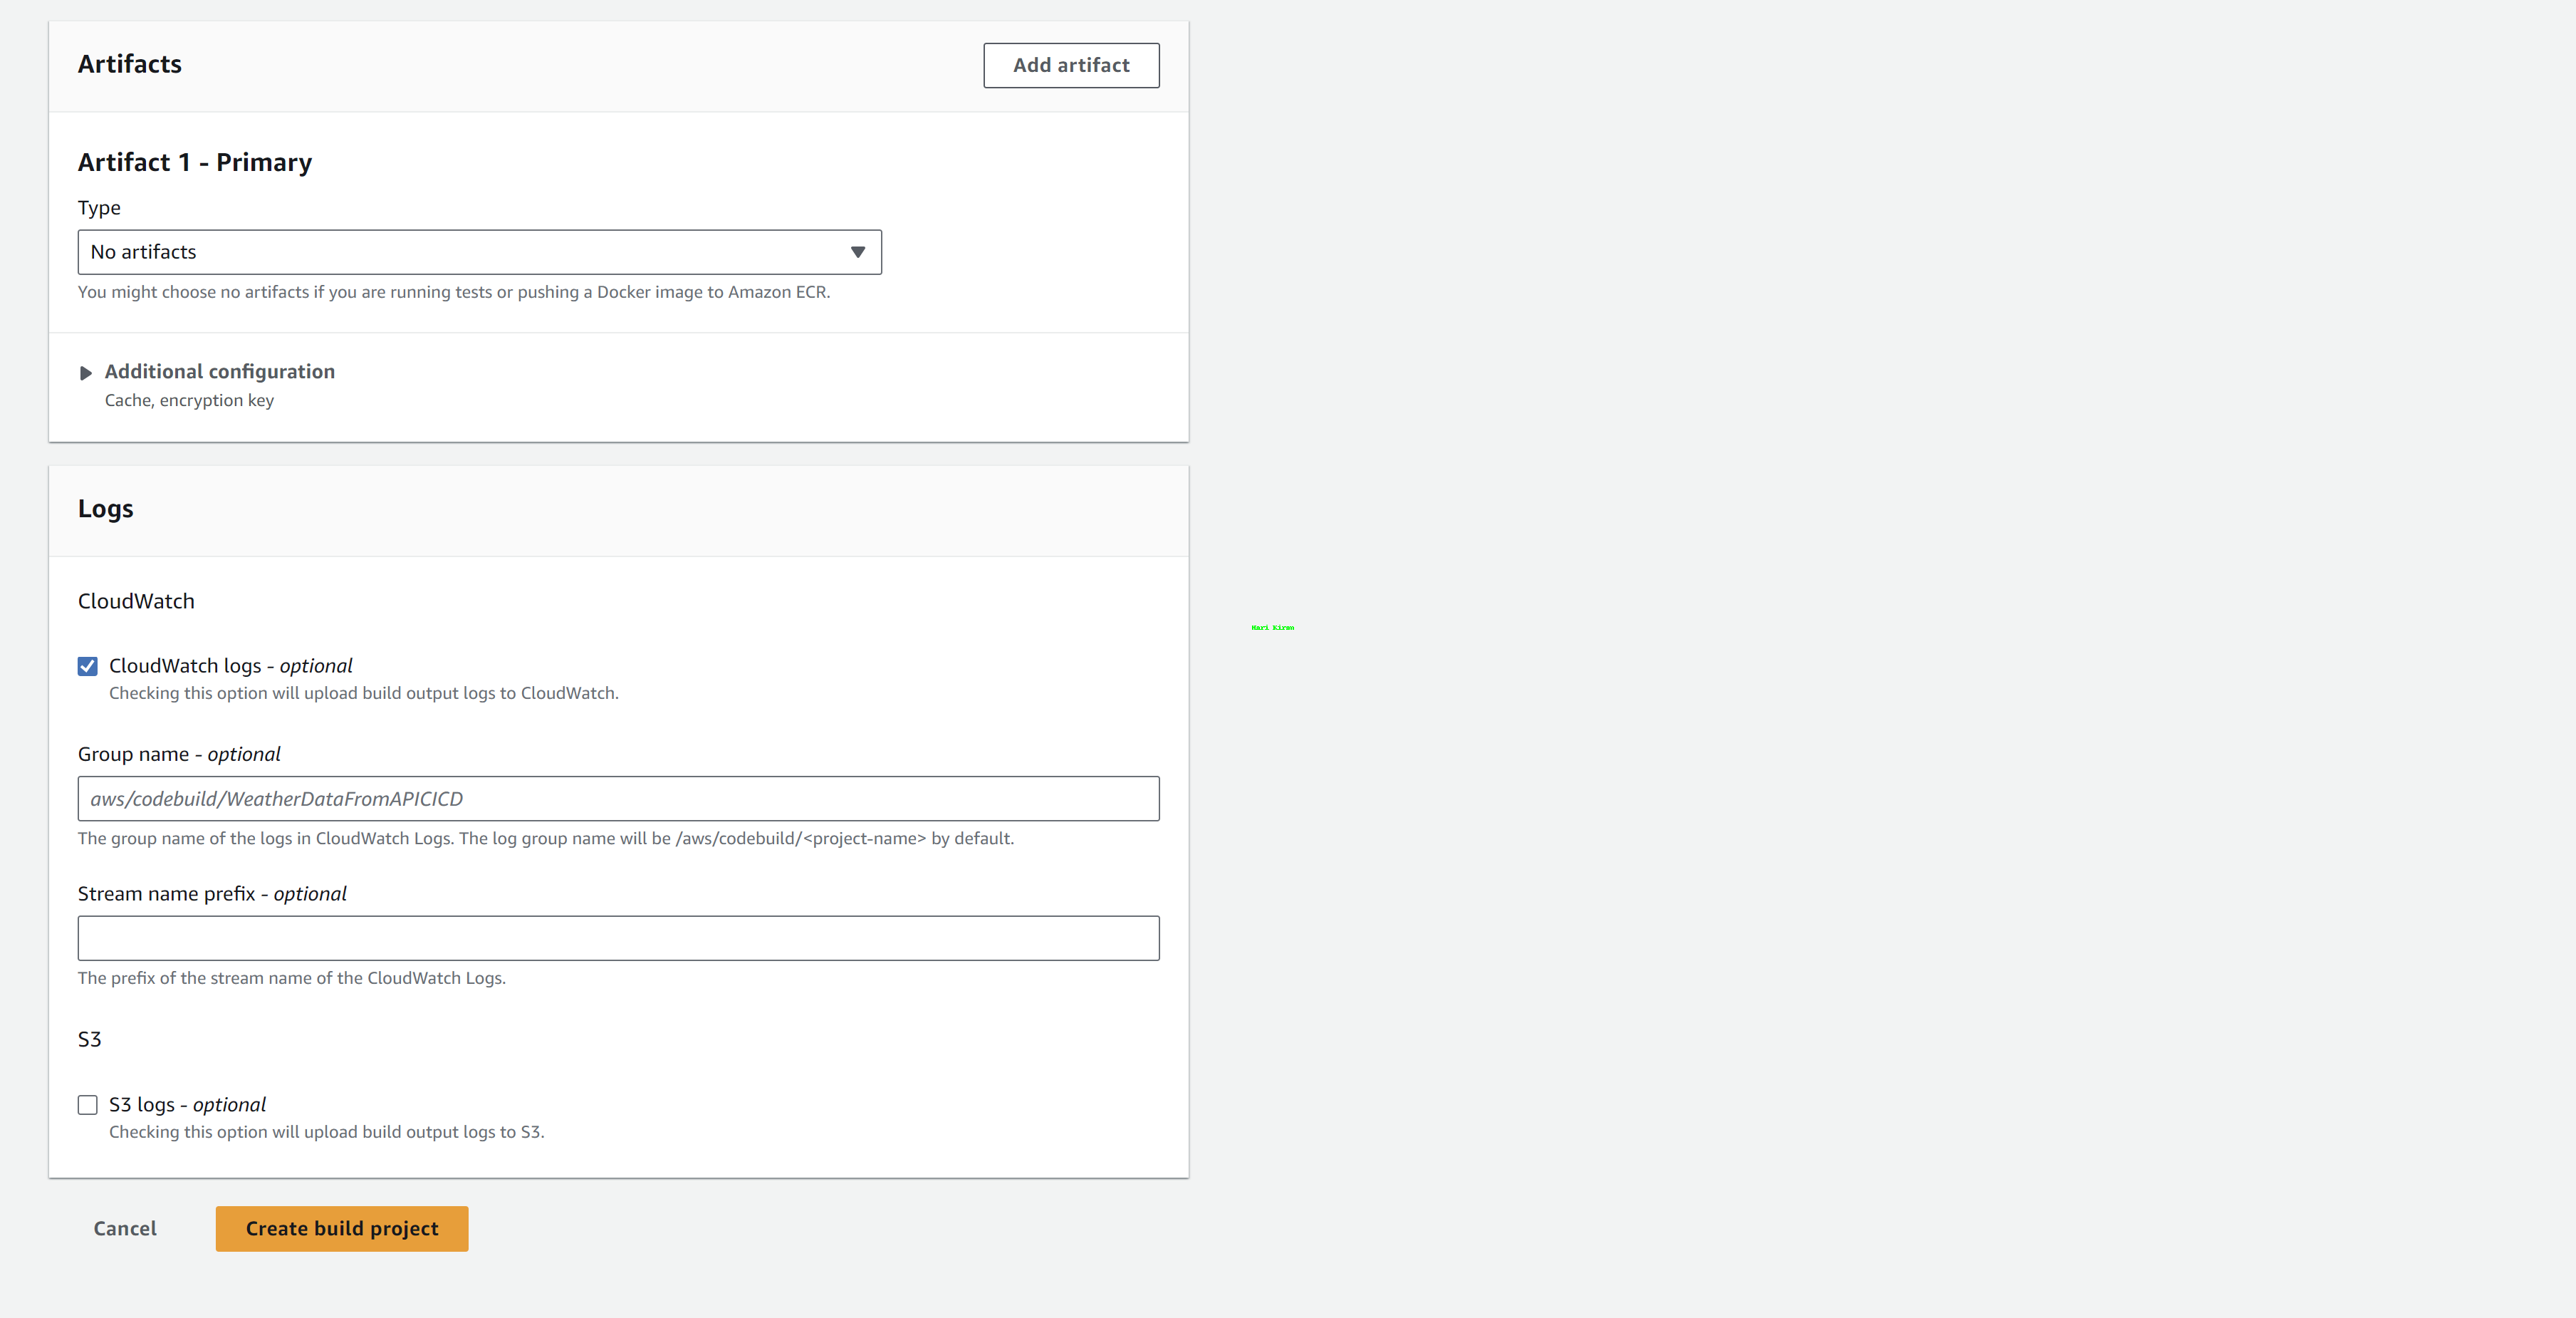 Artifacts
Add artifact
Artifact 1 - Primary
Type
No artifacts
You might choose no artifacts if you are running tests or pushing a Docker image to Amazon ECR.
Additional configuration
Cache, encryption key
Logs
CloudWatch
CloudWatch logs - optional
Checking this option will upload build output logs to CloudWatch.
Group name - optional
aws/codebuild/WeatherDataFromAPICICD
The group name of the logs in CloudWatch Logs. The log group name will be /aws/codebuild/<project-name> by default.
Stream name prefix - optional
The prefix of the stream name of the CloudWatch Logs.
S3
S3 logs - optional
Checking this option will upload build output logs to S3.
Cancel
Create build project